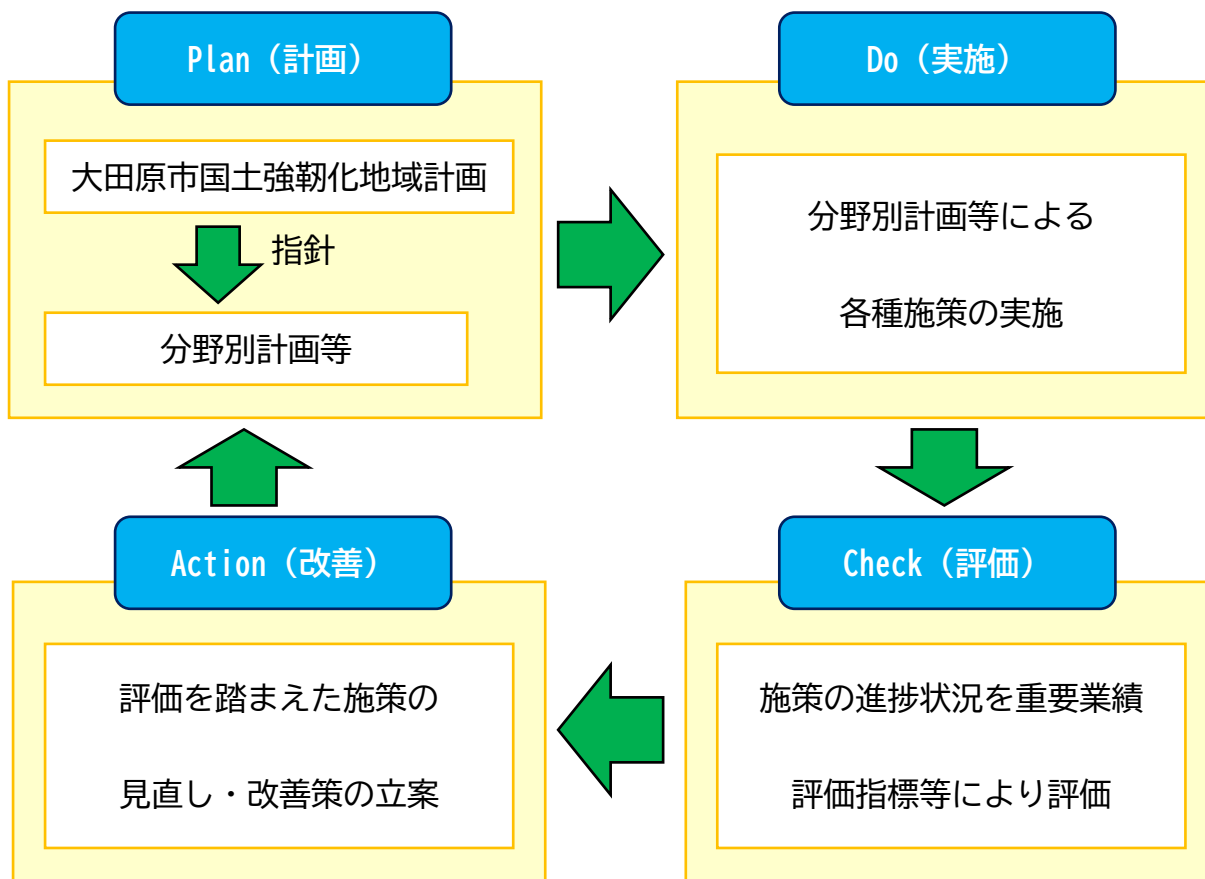 Plan（計画）
大田原市国土強靭化地域計画
指針
分野別計画等
Do（実施）
分野別計画等による
各種施策の実施
Check（評価）
施策の進捗状況を重要業績
評価指標等により評価
Action（改善）
評価を踏まえた施策の
見直し・改善策の立案